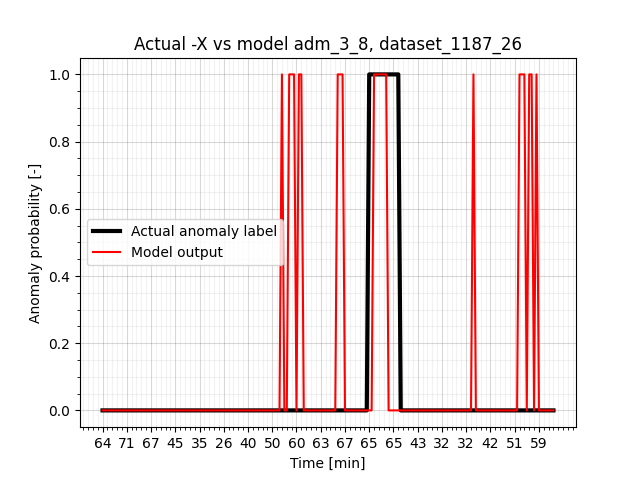 Actual -X vs model adm_3_8, dataset_1187_26
Anomaly probability [-]
1.0
0.8
0.6
0.4
0.2
0.0
Actual anomaly label
Model output
64 71 67 45 35 26 40 50 60 63 67 65 65 43 32 32 42 51 59
Time [min]